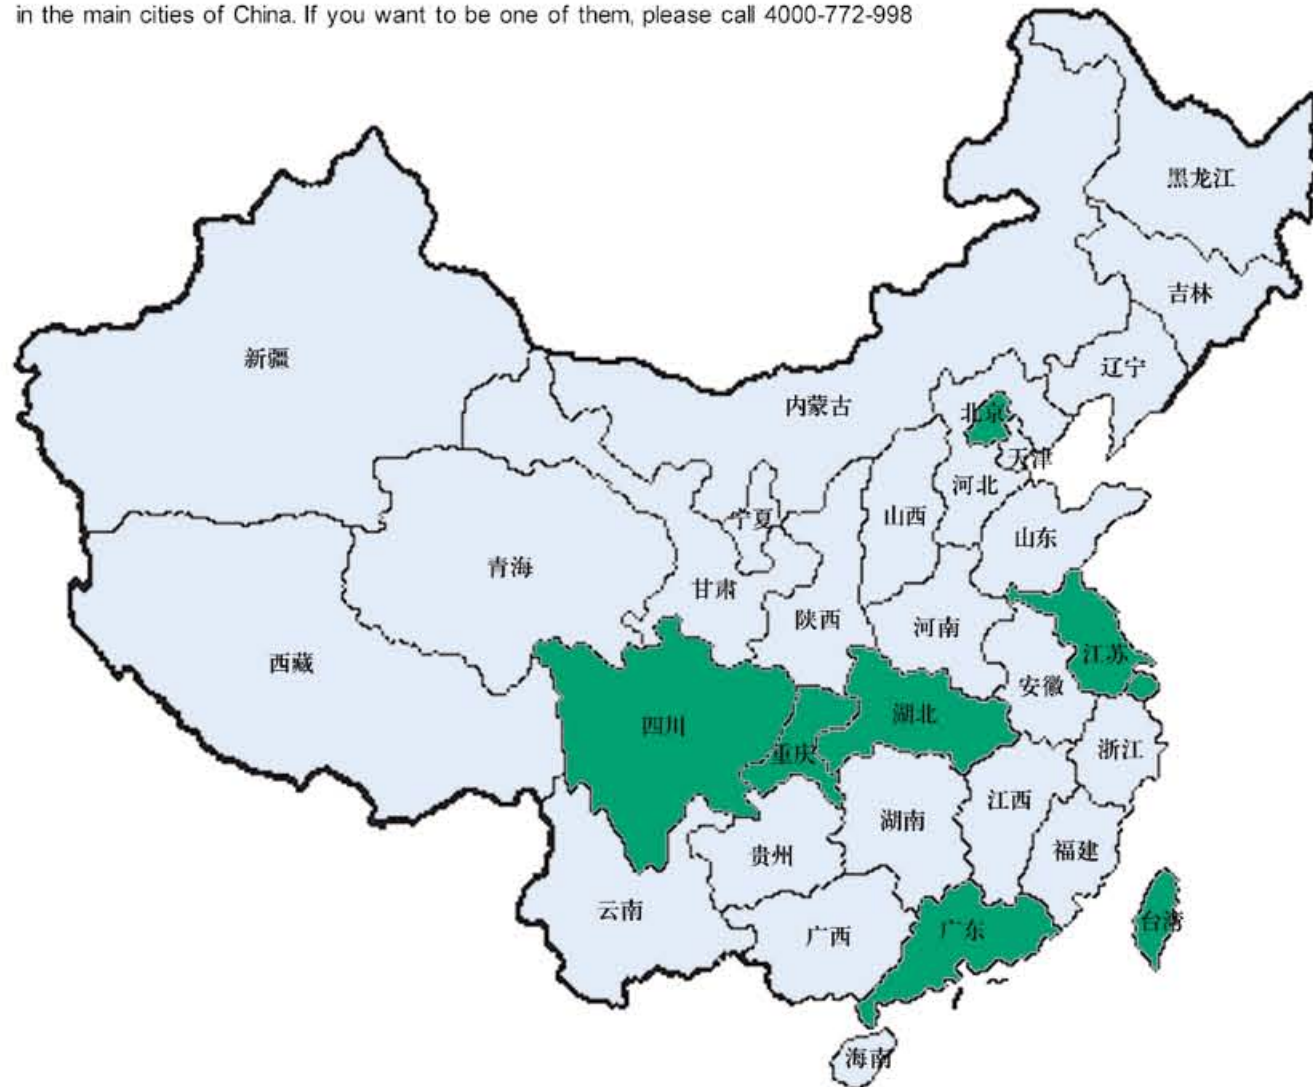 in the main cities of China. If you want to be one of them, please call 4000-772-998
黑龙江
吉林
新疆
辽宁
内蒙古
北京
天津
河北
宁夏
山西
山东
青海
甘肃
陕西
河南
西藏
江苏
安徽
四川
湖北
重庆
浙江
江西
湖南
贵州
福建
云南
广西
广东
台湾
海南